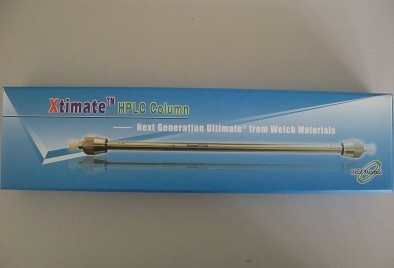 Xtimate™ HPLC Column
—— Next Generation Ultimate® from Welch Materials